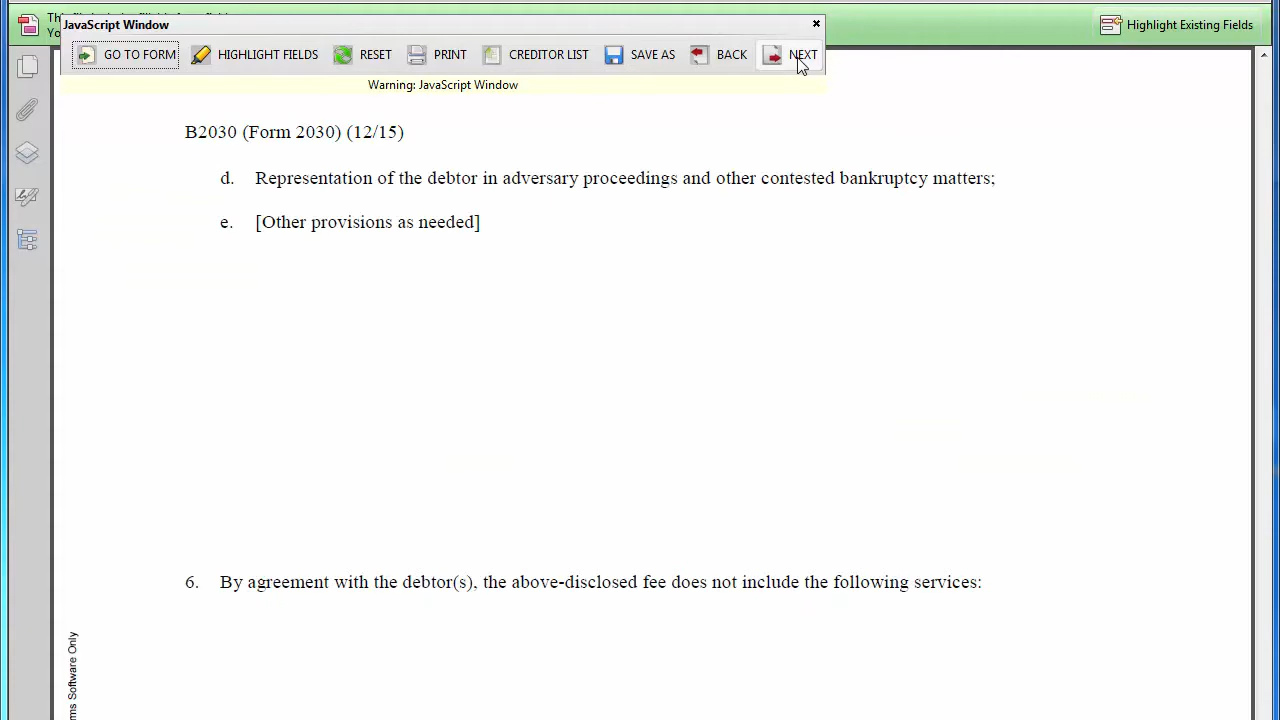 JavaScript Window
GO TO FORM HIGHLIGHT FIELDS RESET PRINT CREDITOR LIST SAVE AS BACK NEXT
Highlight Existing Fields
Warning: JavaScript Window
B2030 (Form 2030) (12/15)
d. Representation of the debtor in adversary proceedings and other contested bankruptcy matters;
e. [Other provisions as needed]
6. By agreement with the debtor(s), the above-disclosed fee does not include the following services:
Software Only